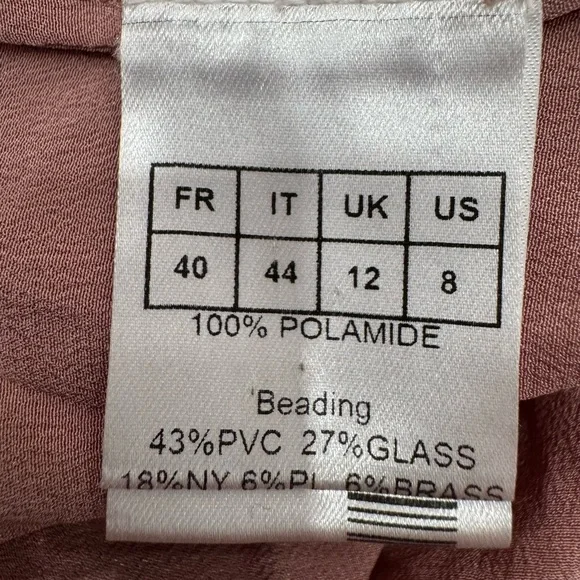 FR IT UK US
40 44 12 8
100% POLAMIDE
Beading
43%PVC 27%GLASS
18%NY 6%PL 6%BRASS